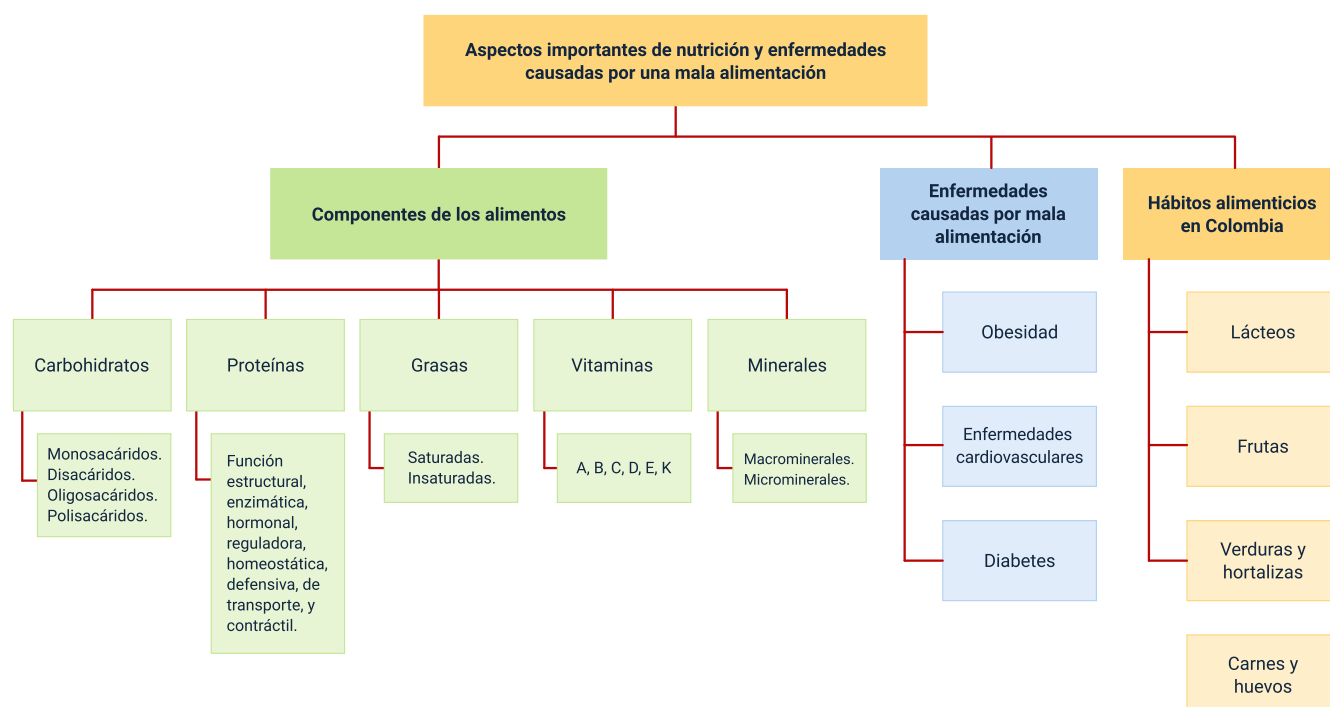 Aspectos importantes de nutrición y enfermedades
causadas por una mala alimentación
Componentes de los alimentos
Enfermedades
causadas por mala
alimentación
Hábitos alimenticios
en Colombia
Carbohidratos
Proteínas
Grasas
Vitaminas
Minerales
Monosacáridos.
Disacáridos.
Oligosacáridos.
Polisacáridos.
Función
estructural,
enzimática,
hormonal,
reguladora,
homeostática,
defensiva, de
transporte, y
contráctil.
Saturadas.
Insaturadas.
A, B, C, D, E, K
Macrominerales.
Microminerales.
Obesidad
Enfermedades
cardiovasculares
Diabetes
Lácteos
Frutas
Verduras y
hortalizas
Carnes y
huevos